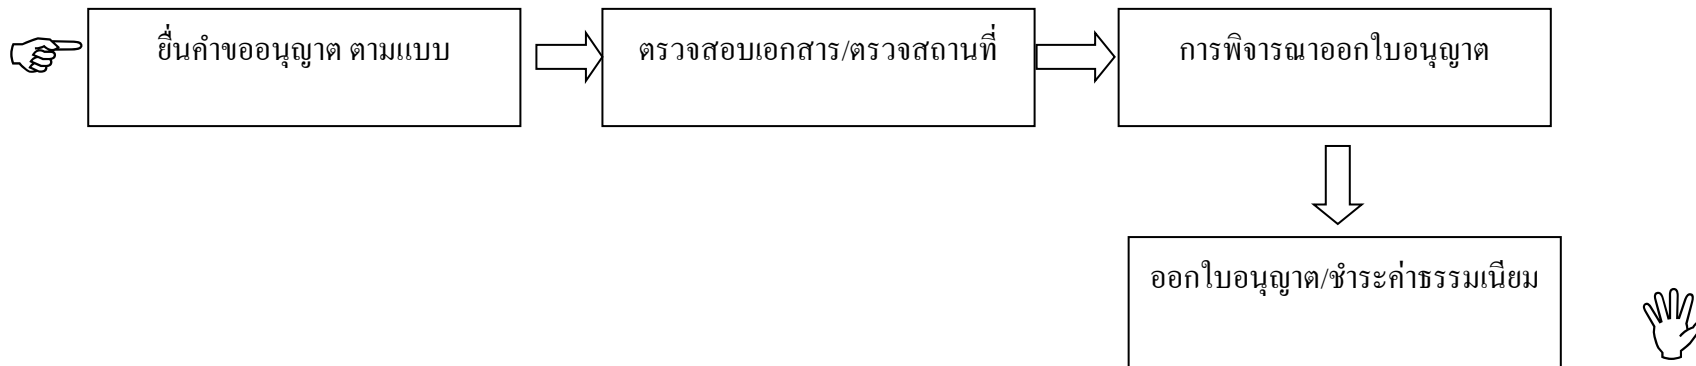 ยื่นคำขออนุญาต ตามแบบ
ตรวจสอบเอกสาร/ตรวจสถานที่
การพิจารณาออกใบอนุญาต
ออกใบอนุญาต/ชำระค่าธรรมเนียม